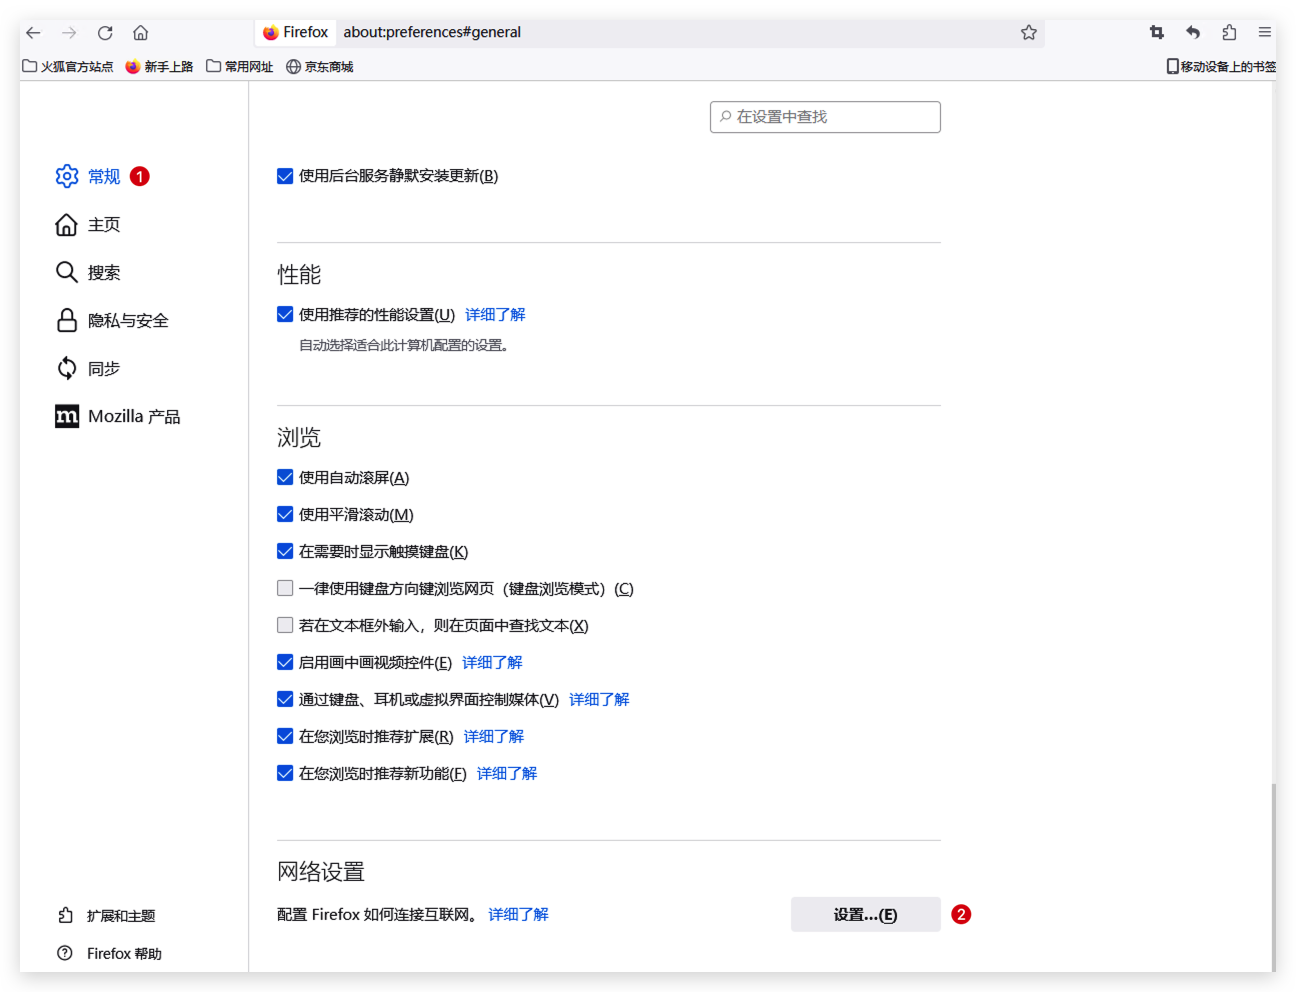 Firefox about:preferences#general
火狐官方站点 新手上路 常用网址 京东商城 移动设备上的书签
在设置中查找
常规 1
主页
搜索
隐私与安全
同步
Mozilla 产品
使用后台服务静默安装更新(B)
性能
使用推荐的性能设置(U) 详细了解
自动选择适合此计算机配置的设置。
浏览
使用自动滚屏(A)
使用平滑滚动(M)
在需要时显示触摸键盘(K)
一律使用键盘方向键浏览网页（键盘浏览模式）(C)
若在文本框外输入，则在页面中查找文本(X)
启用画中画视频控件(E) 详细了解
通过键盘、耳机或虚拟界面控制媒体(V) 详细了解
在您浏览时推荐扩展(R) 详细了解
在您浏览时推荐新功能(F) 详细了解
网络设置
配置 Firefox 如何连接互联网。 详细了解 设置...(E) 2
扩展和主题
Firefox 帮助